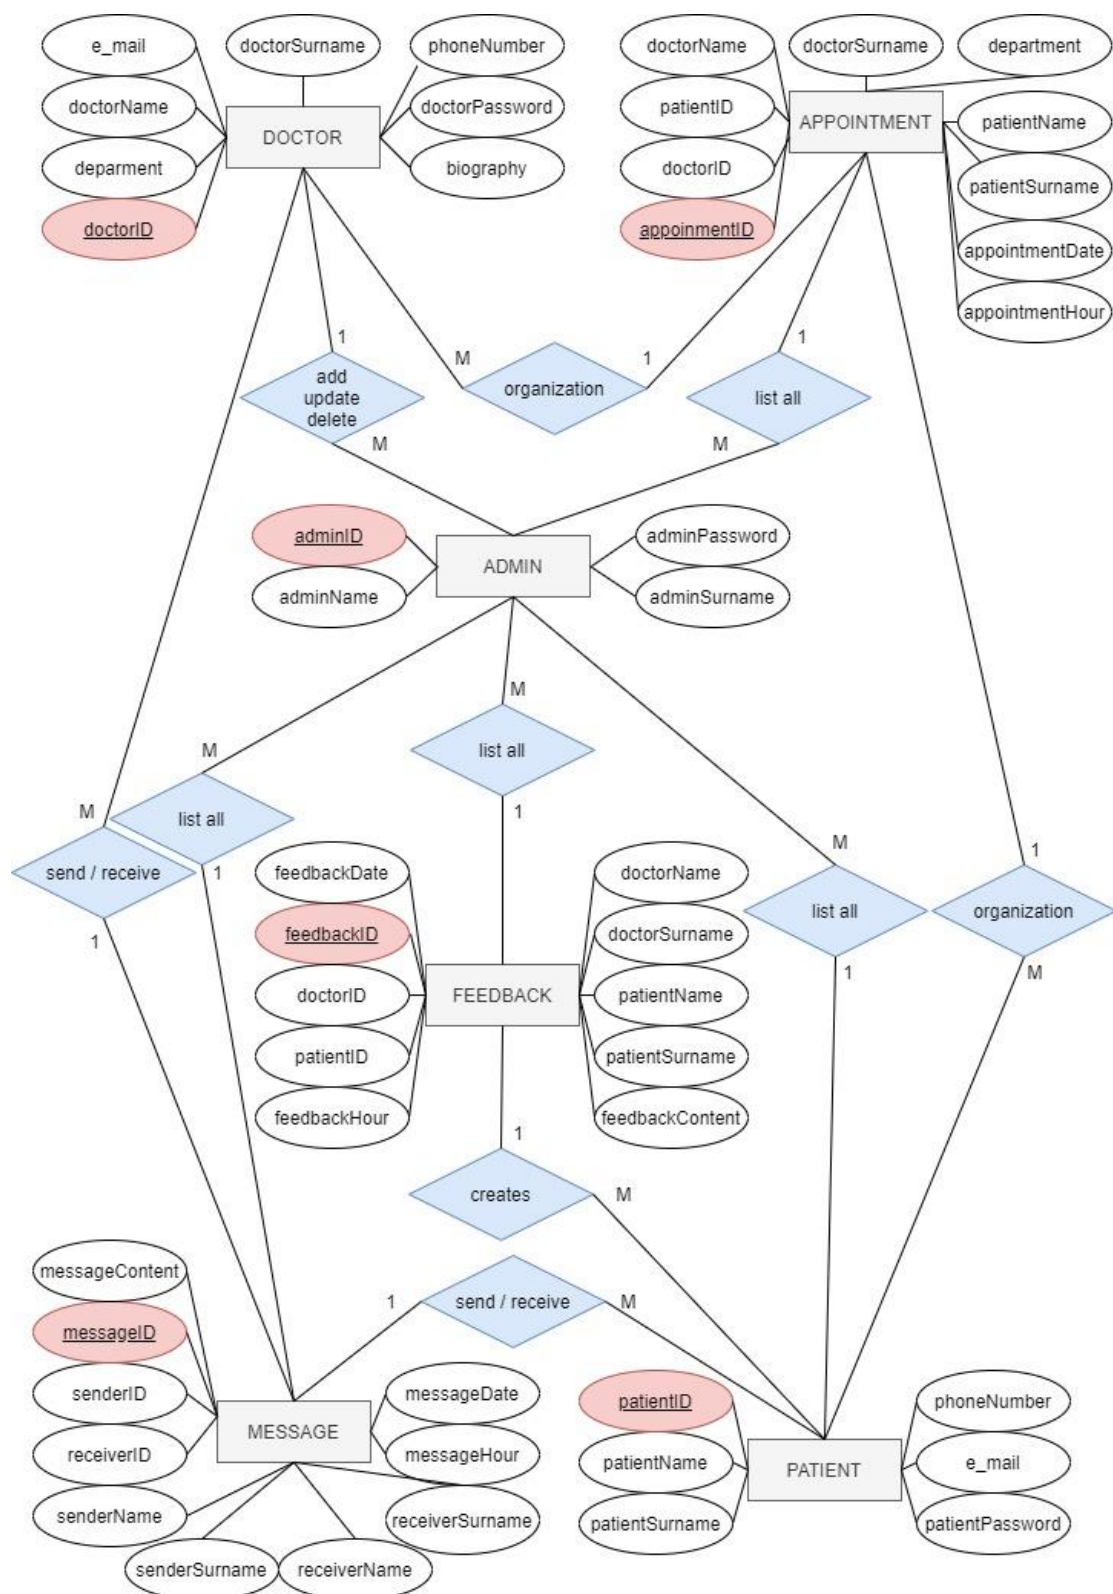 e_mail
doctorSurname
phoneNumber
doctorName
doctorSurname
department
doctorName
doctorPassword
patientID
APPOINTMENT
patientName
DOCTOR
deparment
biography
doctorID
patientSurname
doctorID
appoinmentID
appointmentDate
appointmentHour
1
M
1
1
add
update
delete
organization
list all
M
M
adminID
adminPassword
ADMIN
adminName
adminSurname
M
M
list all
M
list all
1
M
1
1
send / receive
feedbackDate
doctorName
list all
organization
feedbackID
doctorSurname
1
1
M
doctorID
FEEDBACK
patientName
patientID
patientSurname
feedbackHour
feedbackContent
1
creates
M
messageContent
1
send / receive
M
messageID
senderID
messageDate
patientID
phoneNumber
MESSAGE
receiverID
messageHour
patientName
PATIENT
e_mail
senderName
receiverSurname
patientSurname
patientPassword
senderSurname
receiverName